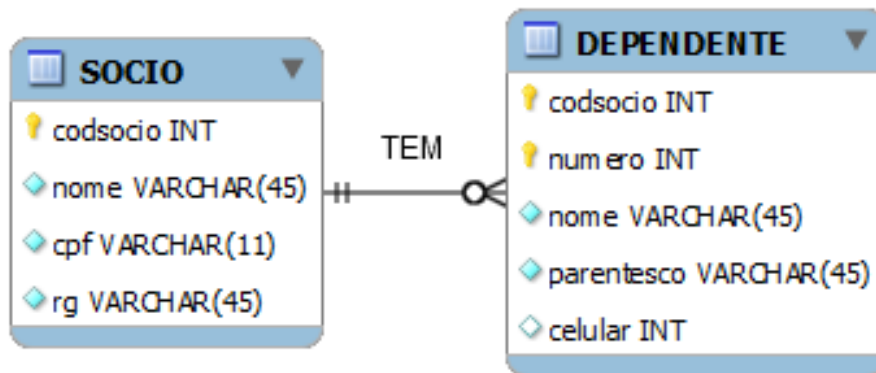 SOCIO
codsocio INT
nome VARCHAR(45)
cpf VARCHAR(11)
rg VARCHAR(45)
TEM
DEPENDENTE
codsocio INT
numero INT
nome VARCHAR(45)
parentesco VARCHAR(45)
celular INT